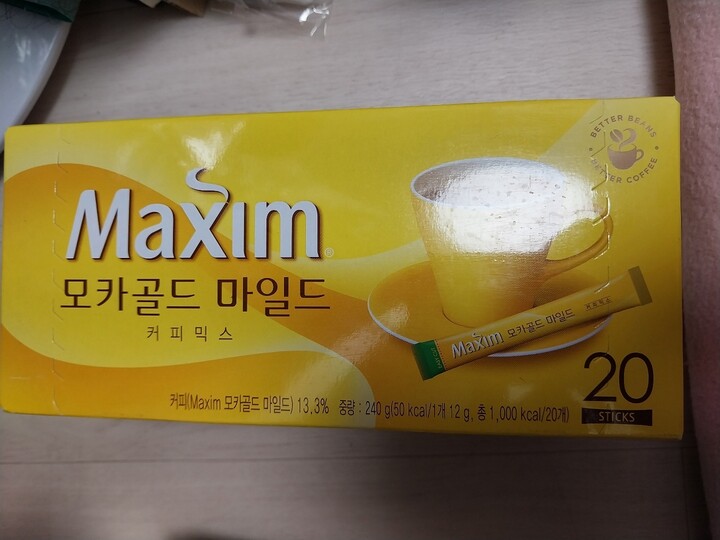 BETTER BEANS
BETTER COFFEE
Maxim®
모카골드 마일드
커피믹스
Maxim 모카골드 마일드
커피(Maxim 모카골드 마일드) 13.3% 중량 : 240 g(50 kcal/1개 12 g, 총 1,000 kcal/20개)
20
STICKS